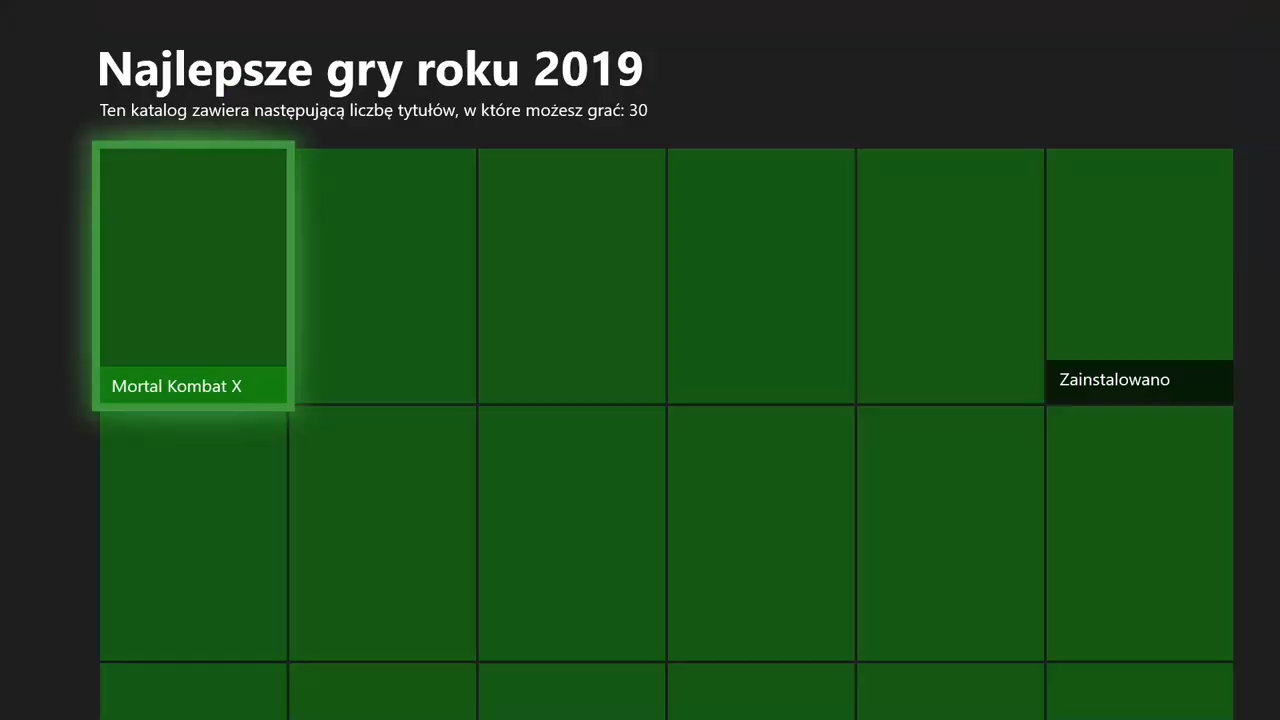 Najlepsze gry roku 2019
Ten katalog zawiera następującą liczbę tytułów, w które możesz grać: 30
Mortal Kombat X
Zainstalowano